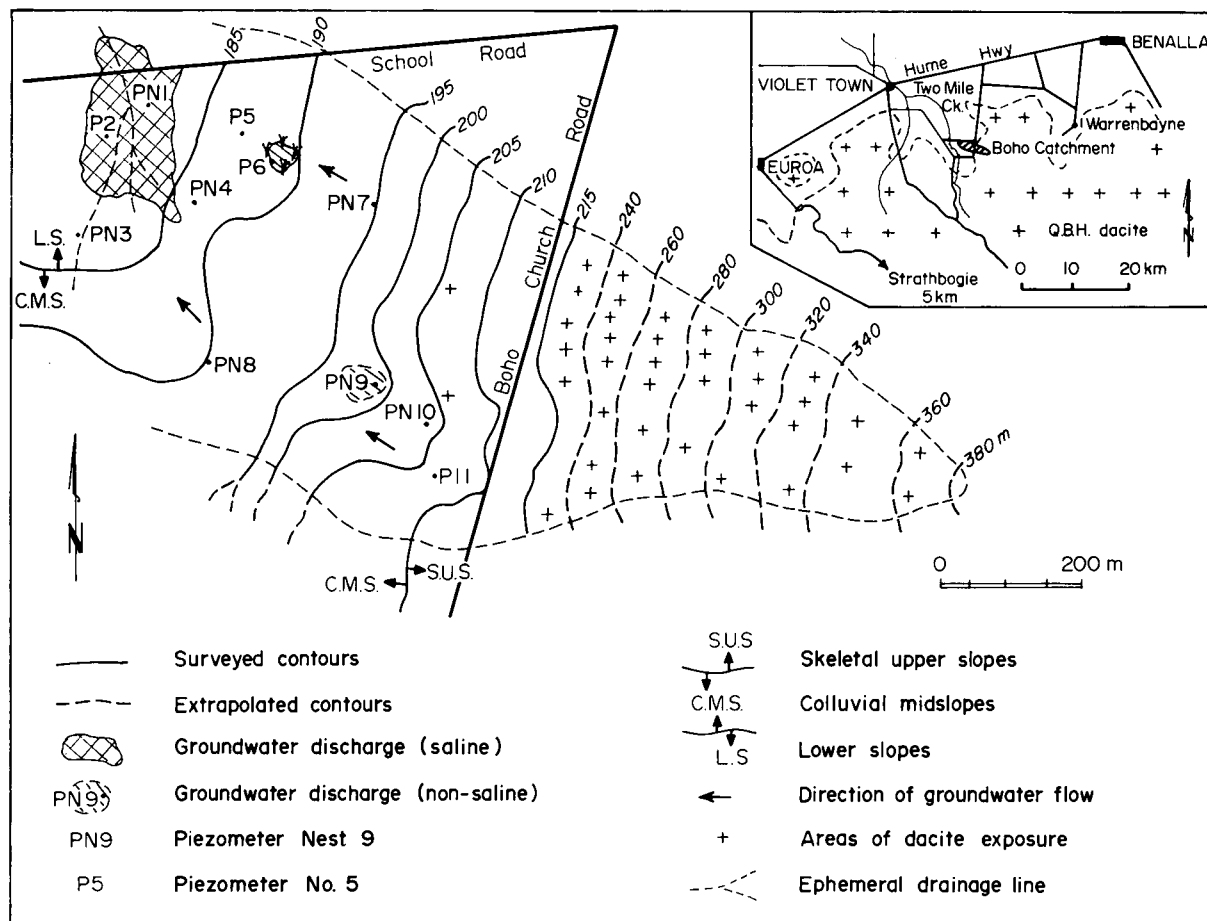 185
190
School Road
195
200
205
210
215
240
260
280
300
320
340
360
380 m
PN1
P2
P5
P6
PN4
PN7
PN3
L.S.
C.M.S.
PN8
PN9
PN10
P11
Boho Church Road
C.M.S.
S.U.S.
N
0 200 m
BENALLA
Hume Hwy
VIOLET TOWN
Two Mile
Ck.
Warrenbayne
Boho Catchment
EUROA
Q.B.H. dacite
N
Strathbogie
5km
0 10 20 km
Surveyed contours
Extrapolated contours
Groundwater discharge (saline)
PN9 Groundwater discharge (non-saline)
PN9 Piezometer Nest 9
P5 Piezometer No. 5
S.U.S
Skeletal upper slopes
C.M.S. Colluvial midslopes
L.S Lower slopes
Direction of groundwater flow
Areas of dacite exposure
Ephemeral drainage line